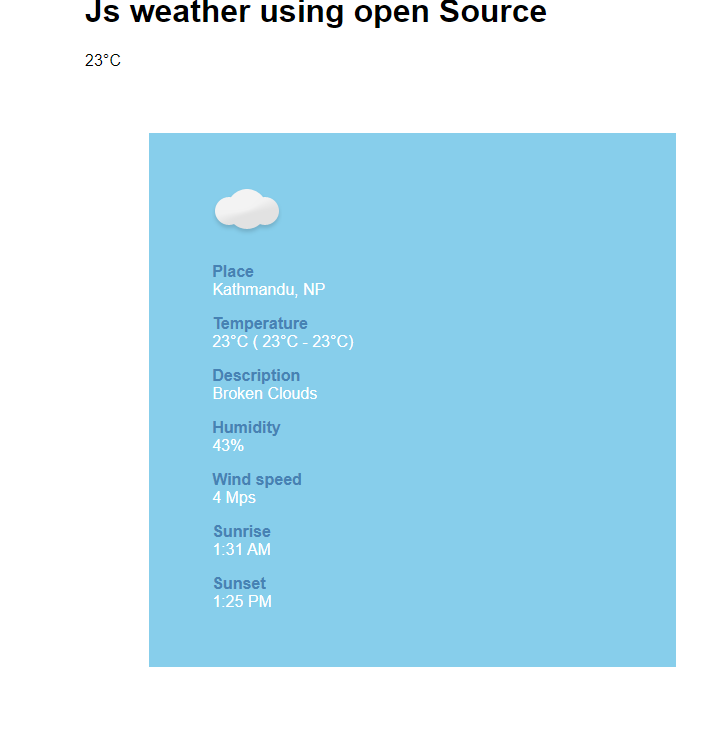 Js weather using open Source
23°C
Place
Kathmandu, NP
Temperature
23°C ( 23°C - 23°C)
Description
Broken Clouds
Humidity
43%
Wind speed
4 Mps
Sunrise
1:31 AM
Sunset
1:25 PM